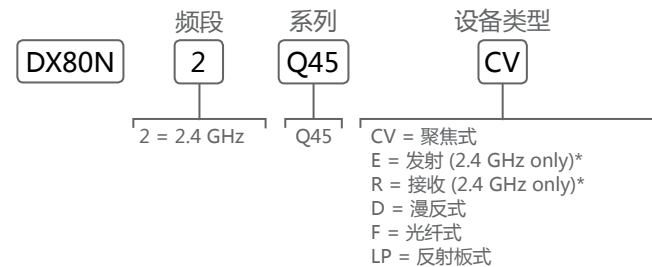 频段 系列 设备类型
DX80N 2 Q45 CV
2 = 2.4 GHz Q45 CV = 聚焦式
E = 发射 (2.4 GHz only)*
R = 接收 (2.4 GHz only)*
D = 漫反式
F = 光纤式
LP = 反射板式